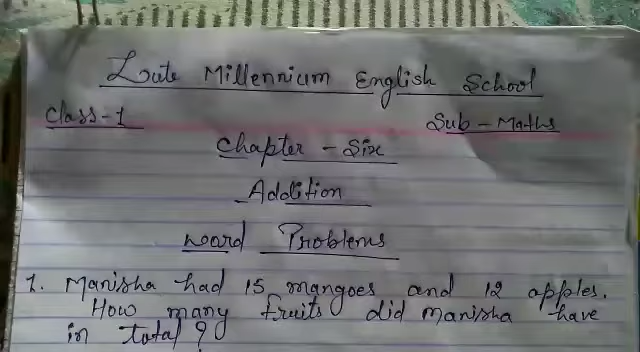 Lute Millennium English School
Class-1
Sub - Maths
Chapter - Six
Addition
Word Problems
1. Manisha had 15 mangoes and 12 apples.
How many fruits did Manisha have
in total?